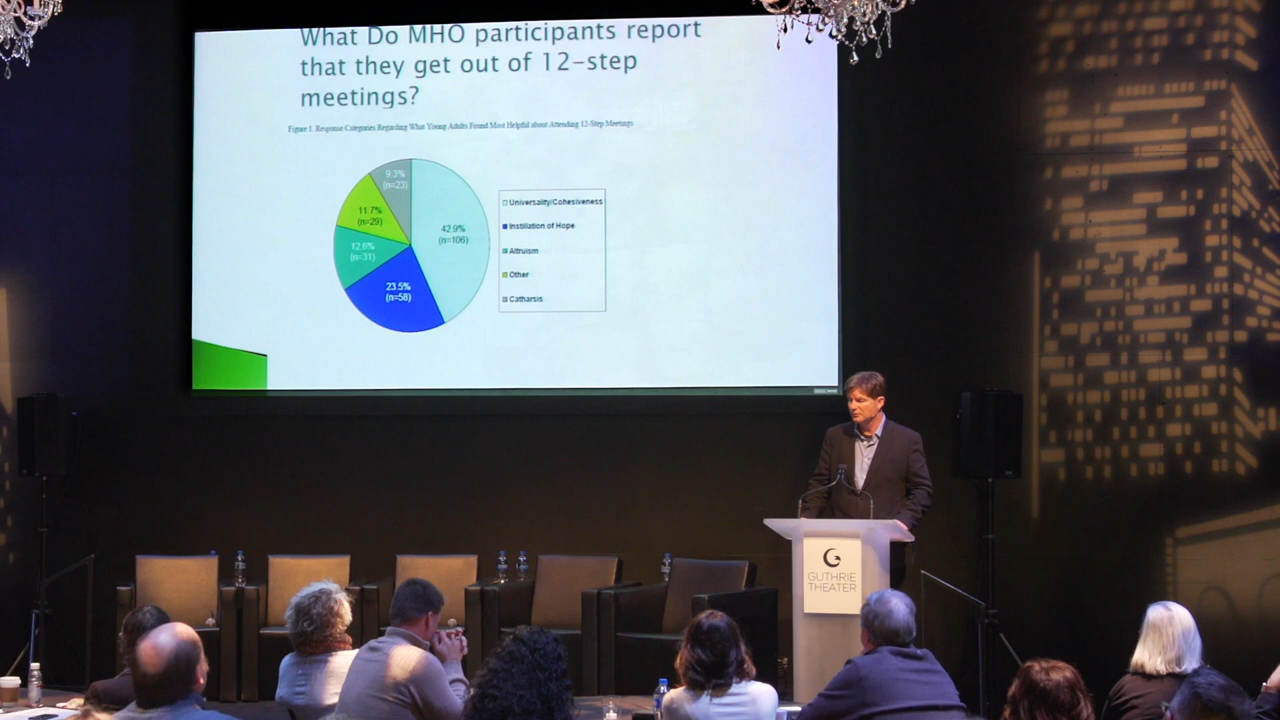 What Do MHO participants report
that they get out of 12-step
meetings?
Figure 1. Response Categories Regarding What Young Adults Found Most Helpful about Attending 12-Step Meetings
9.3%
(n=23)
11.7%
(n=29)
42.9%
(n=106)
12.6%
(n=31)
23.5%
(n=58)
Universality/Cohesiveness
Instillation of Hope
Altruism
Other
Catharsis
GUTHRIE
THEATER